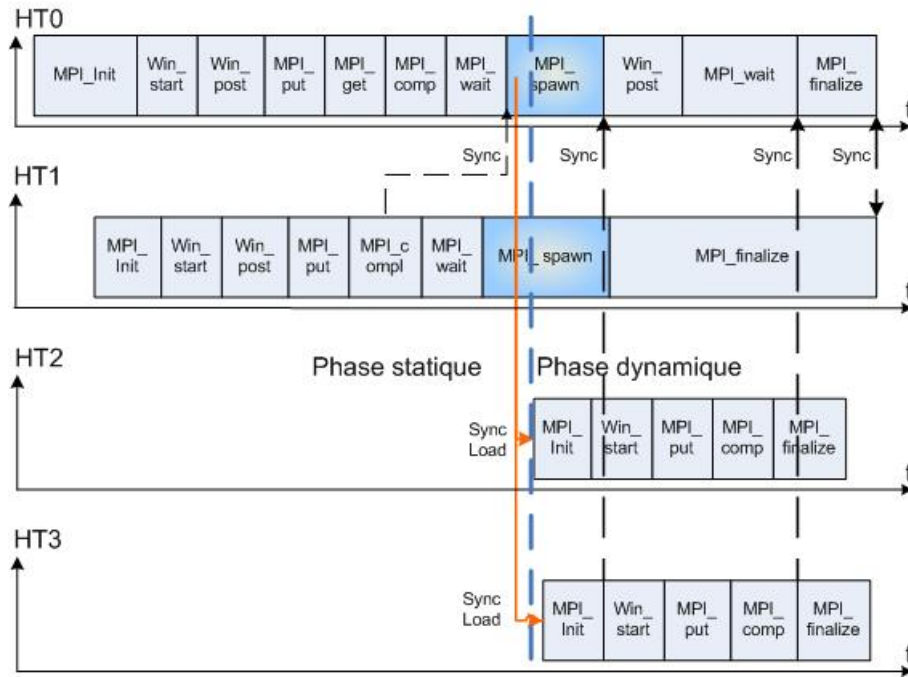 HT0
MPI_Init
Win_
start
Win_
post
MPI_
put
MPI_
get
MPI_
comp
MPI_
wait
MPI_
spawn
Win_
post
MPI_wait
MPI_
finalize
t
Sync
Sync
Sync
Sync
HT1
MPI_
Init
Win_
start
Win_
post
MPI_
put
MPI_c
ompl
MPI_
wait
MPI_ spawn
MPI_finalize
t
Phase statique
Phase dynamique
HT2
Sync
Load
MPI_
Init
Win_
start
MPI_
put
MPI_
comp
MPI_
finalize
t
HT3
Sync
Load
MPI_
Init
Win_
start
MPI_
put
MPI_
comp
MPI_
finalize
t